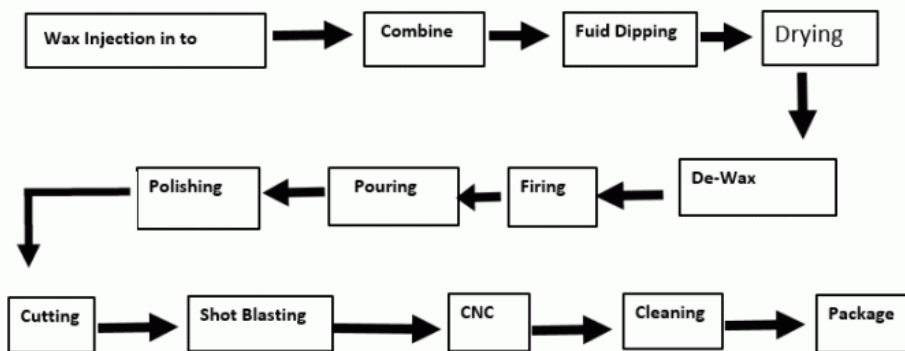 Wax Injection in to
Combine
Fuid Dipping
Drying
De-Wax
Firing
Pouring
Polishing
Cutting
Shot Blasting
CNC
Cleaning
Package